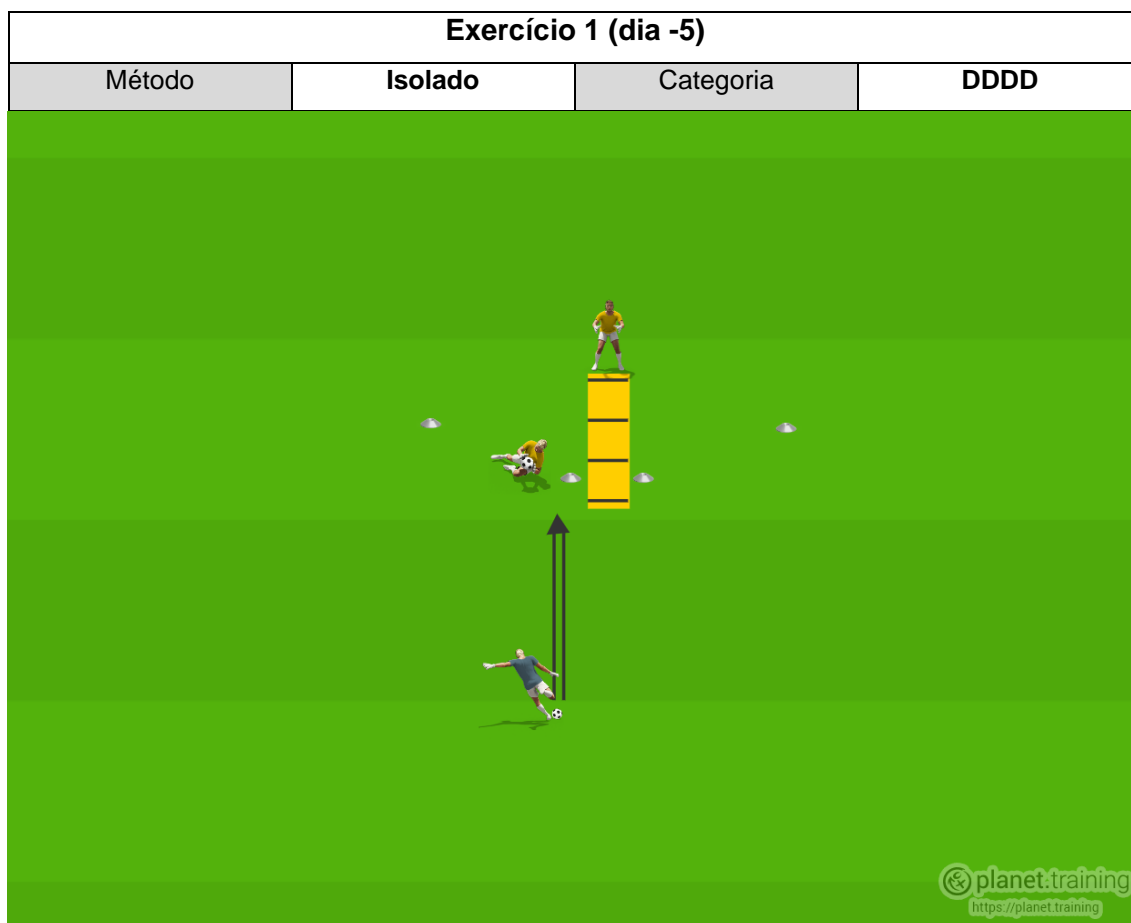 Exercício 1 (dia -5)
Método Isolado Categoria DDDD
planet.training
https://planet.training